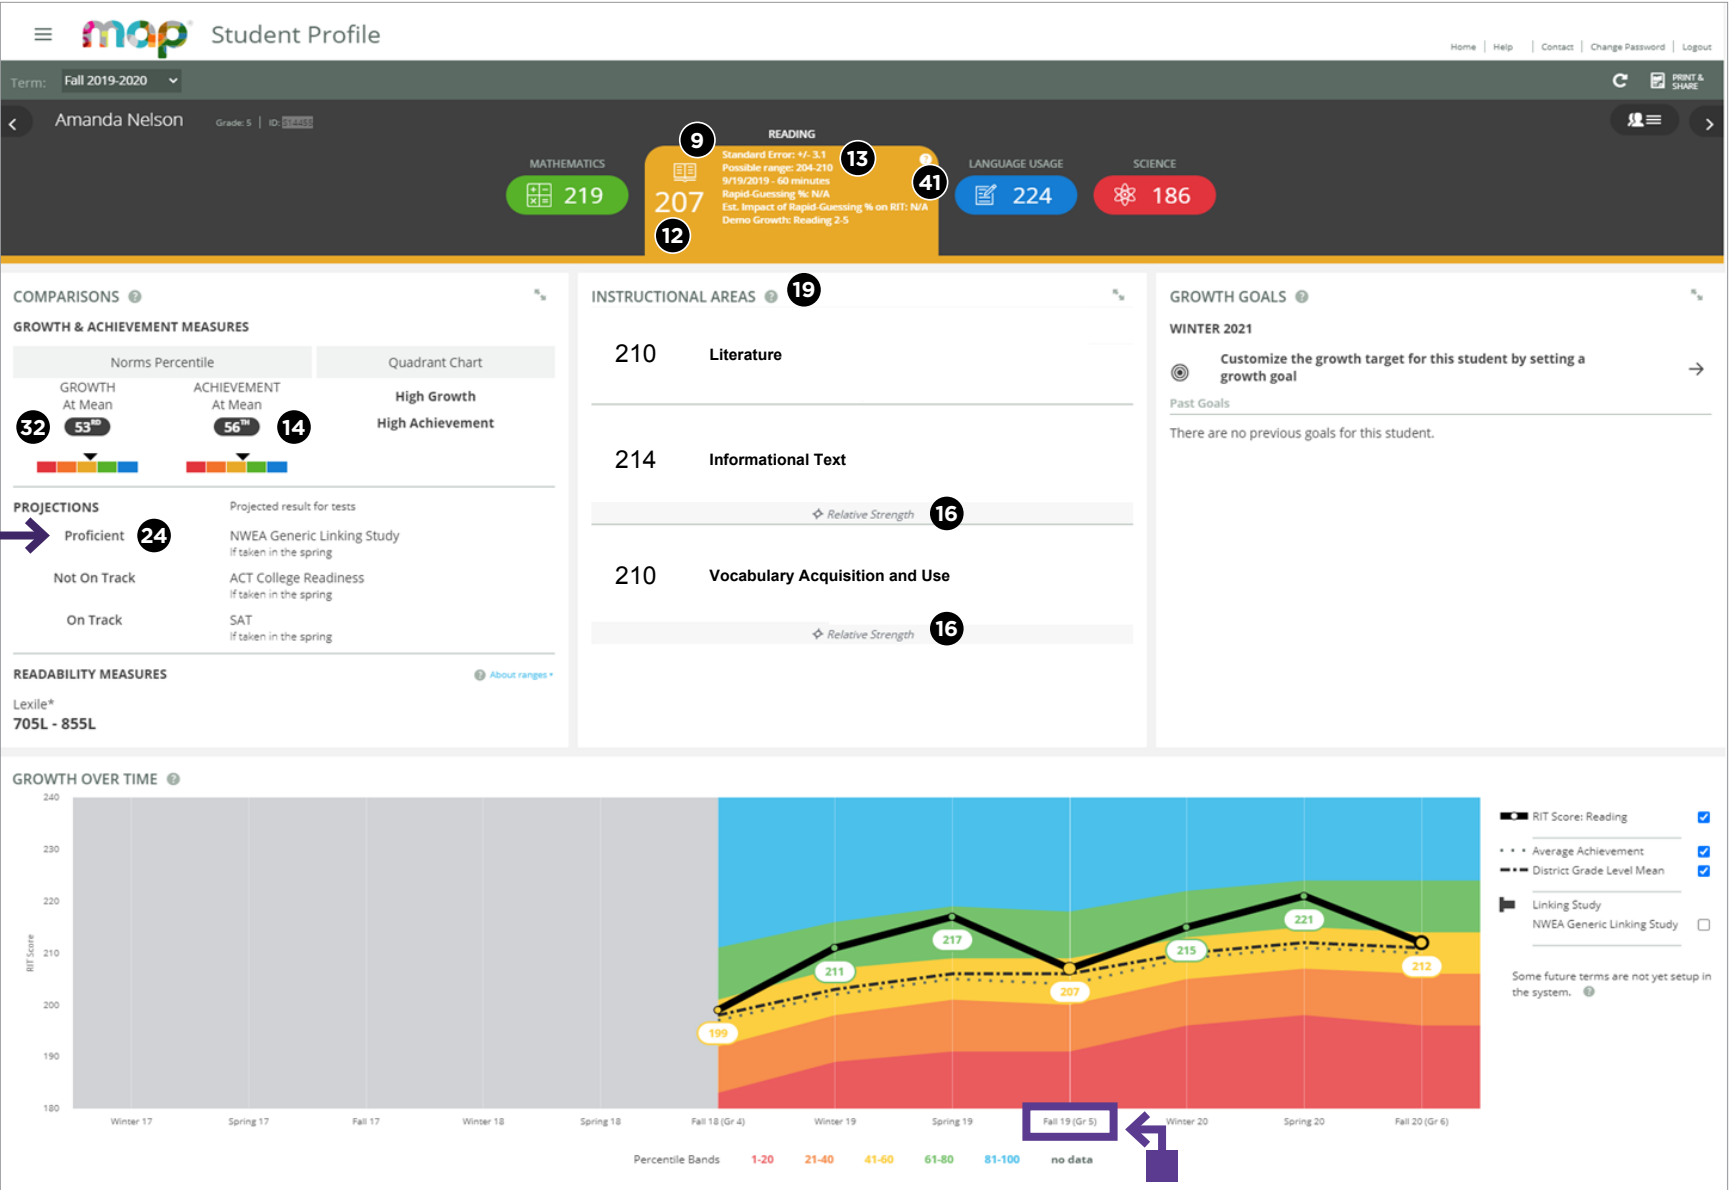 map Student Profile
Home | Help | Contact | Change Password | Logout
Term: Fall 2019-2020
PRINT &
SHARE
Amanda Nelson Grade: 5 | ID:
MATHEMATICS
219
READING
9
207
12
Standard Error: +/- 3.1
Possible range: 204-210
9/19/2019 - 60 minutes
Rapid-Guessing %: N/A
Est. Impact of Rapid-Guessing % on RIT: N/A
Demo Growth: Reading 2-5
13
?
41
LANGUAGE USAGE
224
SCIENCE
186
COMPARISONS ?
GROWTH & ACHIEVEMENT MEASURES
Norms Percentile
Quadrant Chart
GROWTH
At Mean
32 53RD
ACHIEVEMENT
At Mean
56TH 14
High Growth
High Achievement
PROJECTIONS Projected result for tests
Proficient 24 NWEA Generic Linking Study
If taken in the spring
Not On Track ACT College Readiness
If taken in the spring
On Track SAT
If taken in the spring
READABILITY MEASURES ? About ranges
Lexile*
705L - 855L
INSTRUCTIONAL AREAS ? 19
210 Literature
214 Informational Text
Relative Strength 16
210 Vocabulary Acquisition and Use
Relative Strength 16
GROWTH GOALS ?
WINTER 2021
Customize the growth target for this student by setting a
growth goal
Past Goals
There are no previous goals for this student.
GROWTH OVER TIME ?
RIT Score
240
230
220
210
200
190
180
199
211
217
207
215
221
212
Winter 17
Spring 17
Fall 17
Winter 18
Spring 18
Fall 18 (Gr 4)
Winter 19
Spring 19
Fall 19 (Gr 5)
Winter 20
Spring 20
Fall 20 (Gr 6)
Percentile Bands 1-20 21-40 41-60 61-80 81-100 no data
RIT Score: Reading
Average Achievement
District Grade Level Mean
Linking Study
NWEA Generic Linking Study
Some future terms are not yet setup in
the system. ?